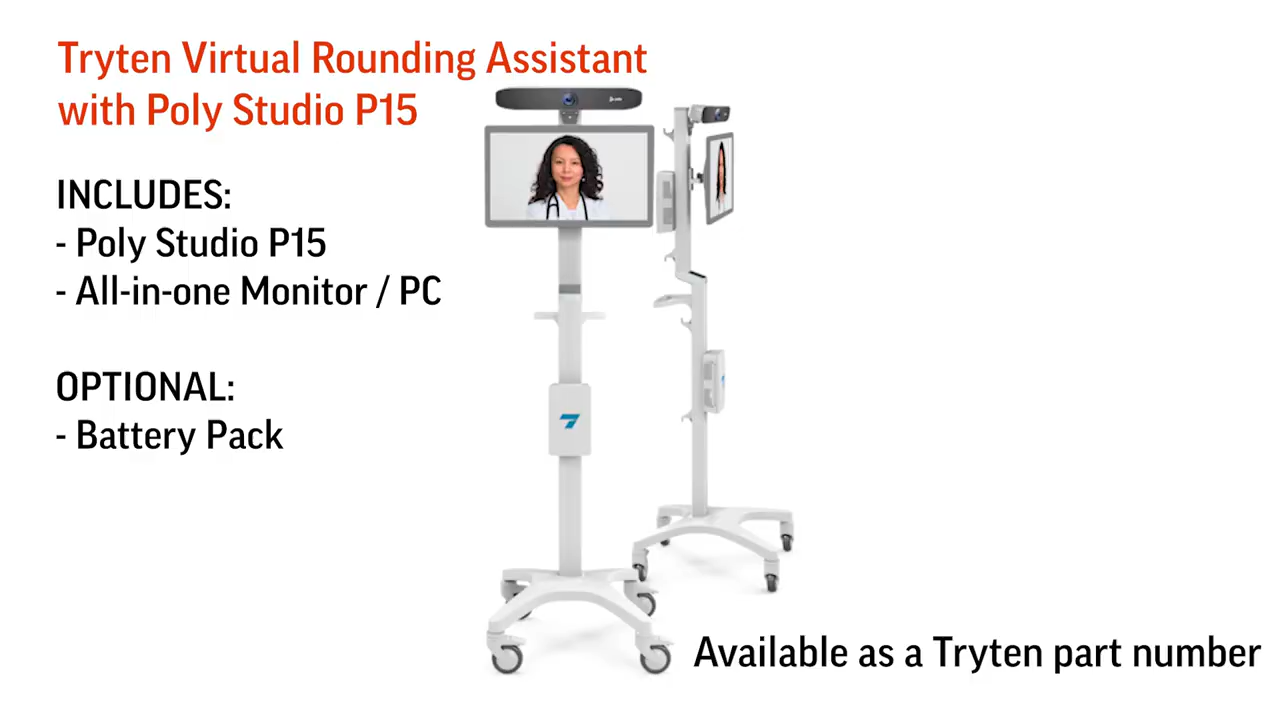 Tryten Virtual Rounding Assistant
with Poly Studio P15
INCLUDES:
- Poly Studio P15
- All-in-one Monitor / PC
OPTIONAL:
- Battery Pack
Available as a Tryten part number